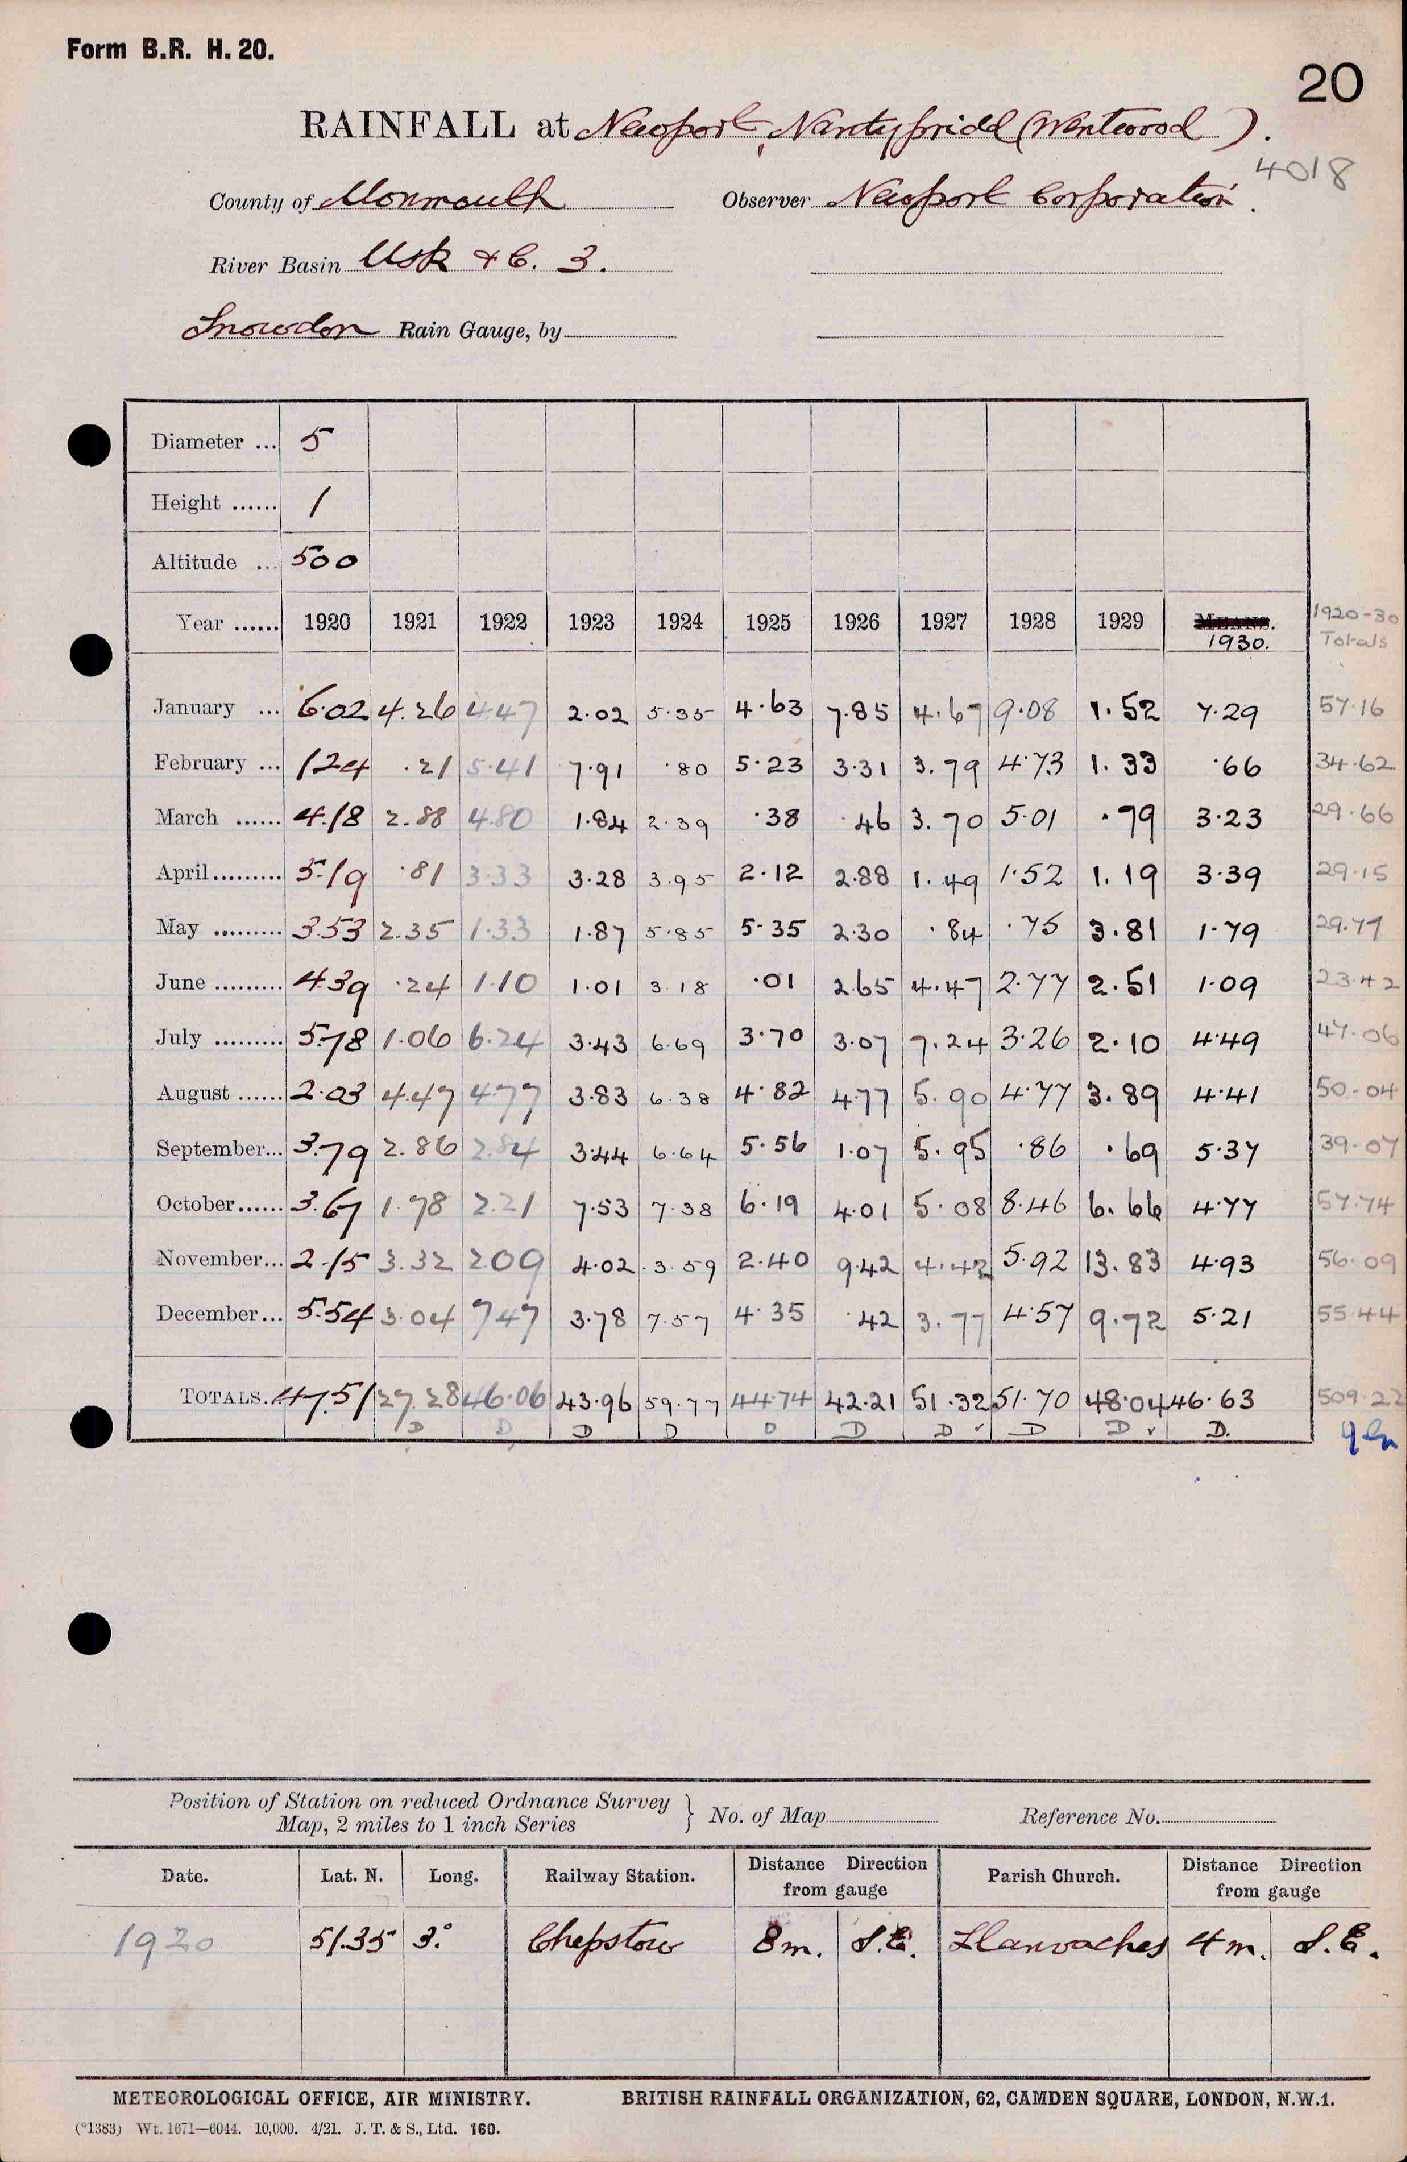 Form B.R. H. 20.
20
RAINFALL at Newport, Nantypridd (Wentwood).
4018
County of Monmouth Observer Newport Corporation.
River Basin Usk & C. 3.
Snowdon Rain Gauge, by
Diameter ... 5
Height ...... 1
Altitude ... 500
Year ...... 1920 1921 1922 1923 1924 1925 1926 1927 1928 1929 MEANS. 1930. 1920-30 Totals
January ... 6.02 4.26 4.47 2.02 5.35 4.63 7.85 4.67 9.08 1.52 7.29 57.16
February ... 1.24 .21 5.41 7.91 .80 5.23 3.31 3.79 4.73 1.33 .66 34.62
March ...... 4.18 2.88 4.80 1.84 2.39 .38 .46 3.70 5.01 .79 3.23 29.66
April......... 5.19 .81 3.33 3.28 3.95 2.12 2.88 1.49 1.52 1.19 3.39 29.15
May ......... 3.53 2.35 1.33 1.87 5.85 5.35 2.30 .84 .75 3.81 1.79 29.77
June ......... 4.39 .24 1.10 1.01 3.18 .01 2.65 4.47 2.77 2.51 1.09 23.42
July ......... 5.78 1.06 6.24 3.43 6.69 3.70 3.07 7.24 3.26 2.10 4.49 47.06
August ...... 2.03 4.47 4.77 3.83 6.38 4.82 4.77 5.90 4.77 3.89 4.41 50.04
September... 3.79 2.86 2.84 3.44 6.64 5.56 1.07 5.95 .86 .69 5.37 39.07
October...... 3.67 1.78 2.21 7.53 7.38 6.19 4.01 5.08 8.46 6.66 4.77 57.74
November... 2.15 3.32 2.09 4.02 3.59 2.40 9.42 4.42 5.92 13.83 4.93 56.09
December... 5.54 3.04 7.47 3.78 7.57 4.35 .42 3.77 4.57 9.72 5.21 55.44
TOTALS. 47.51 27.28 46.06 43.96 59.77 44.74 42.21 51.32 51.70 48.04 46.63 509.22
D D D D D D D D D D.
Position of Station on reduced Ordnance Survey Map, 2 miles to 1 inch Series } No. of Map Reference No.
Date. Lat. N. Long. Railway Station. Distance Direction from gauge Parish Church. Distance Direction from gauge
1920 51.35 3.° Chepstow 8 m. S.E. Llanvaches 4 m. S.E.
METEOROLOGICAL OFFICE, AIR MINISTRY. BRITISH RAINFALL ORGANIZATION, 62, CAMDEN SQUARE, LONDON, N.W.1.
(*1383) Wt. 1671—6044. 10,000. 4/21. J. T. & S., Ltd. 160.